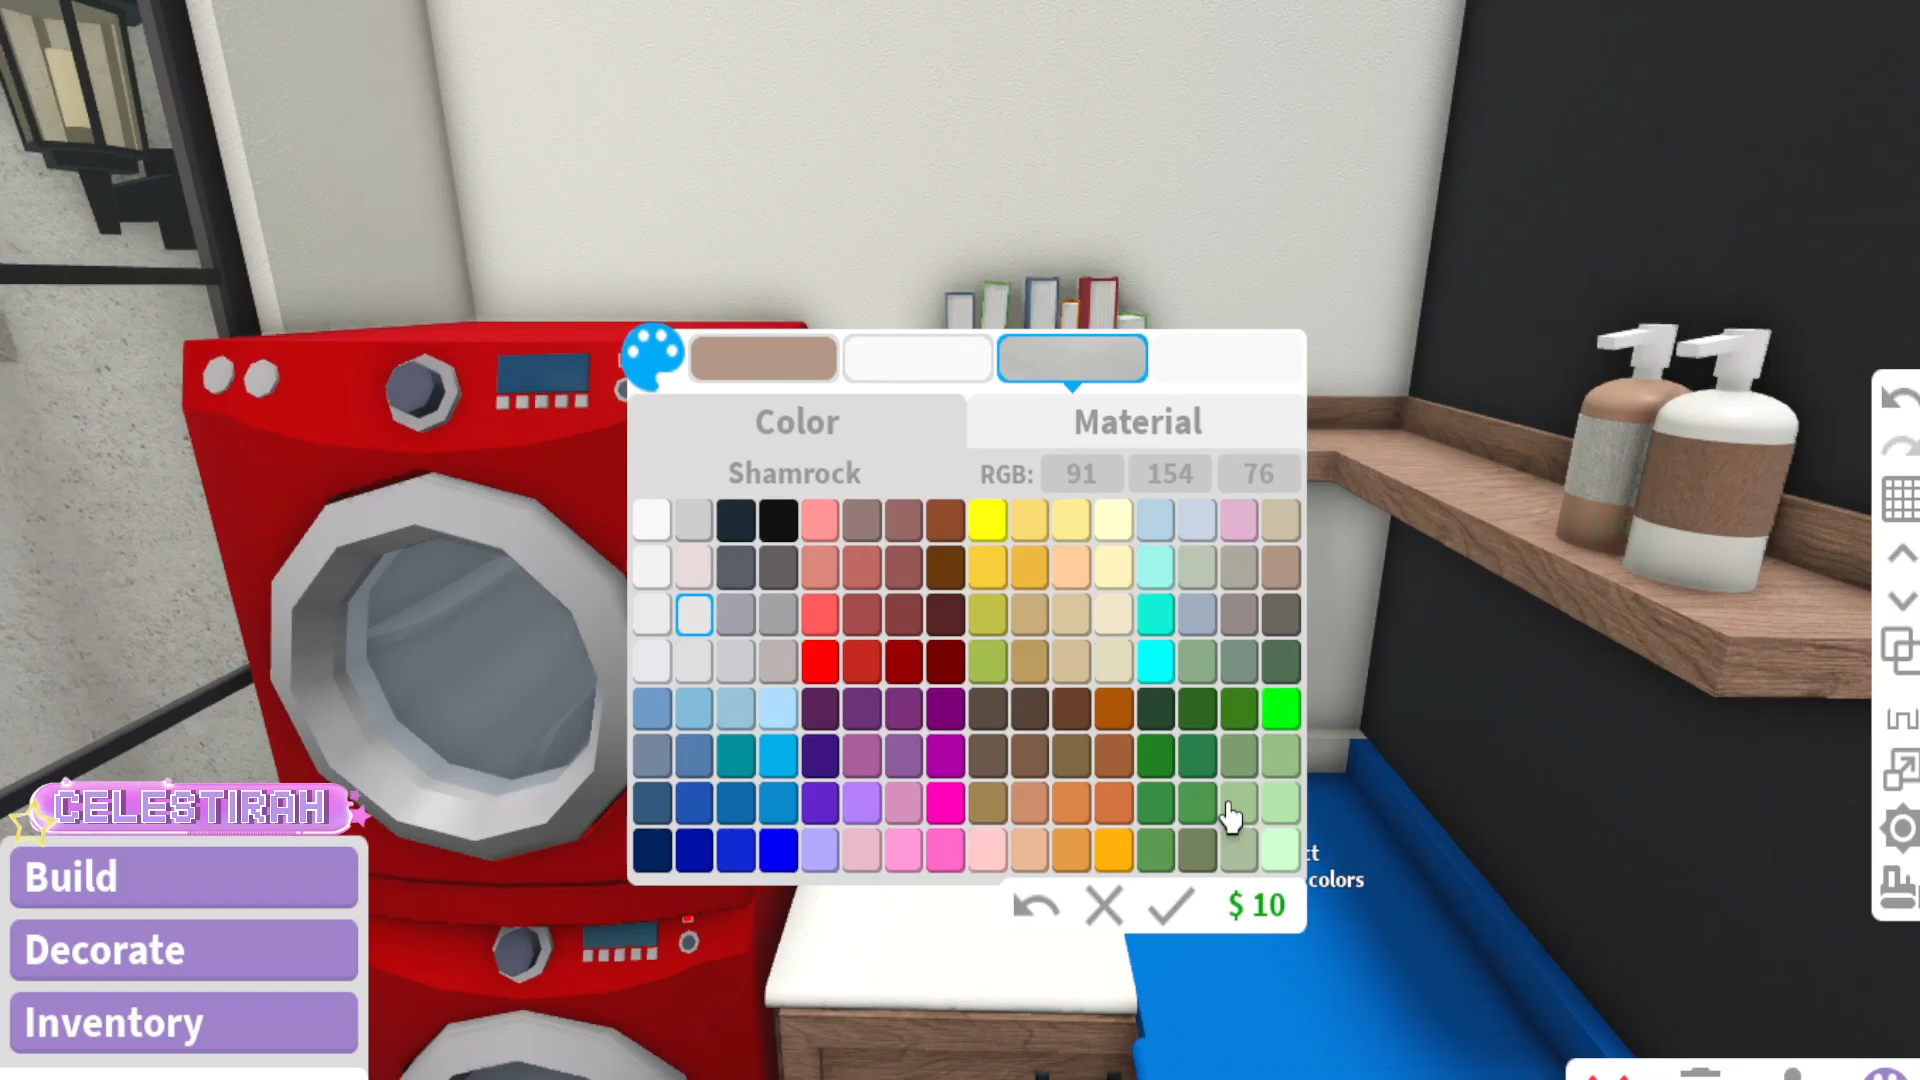 Color
Material
Shamrock
RGB: 91 154 76
CELESTIRAH
Build
Decorate
Inventory
colors
$ 10